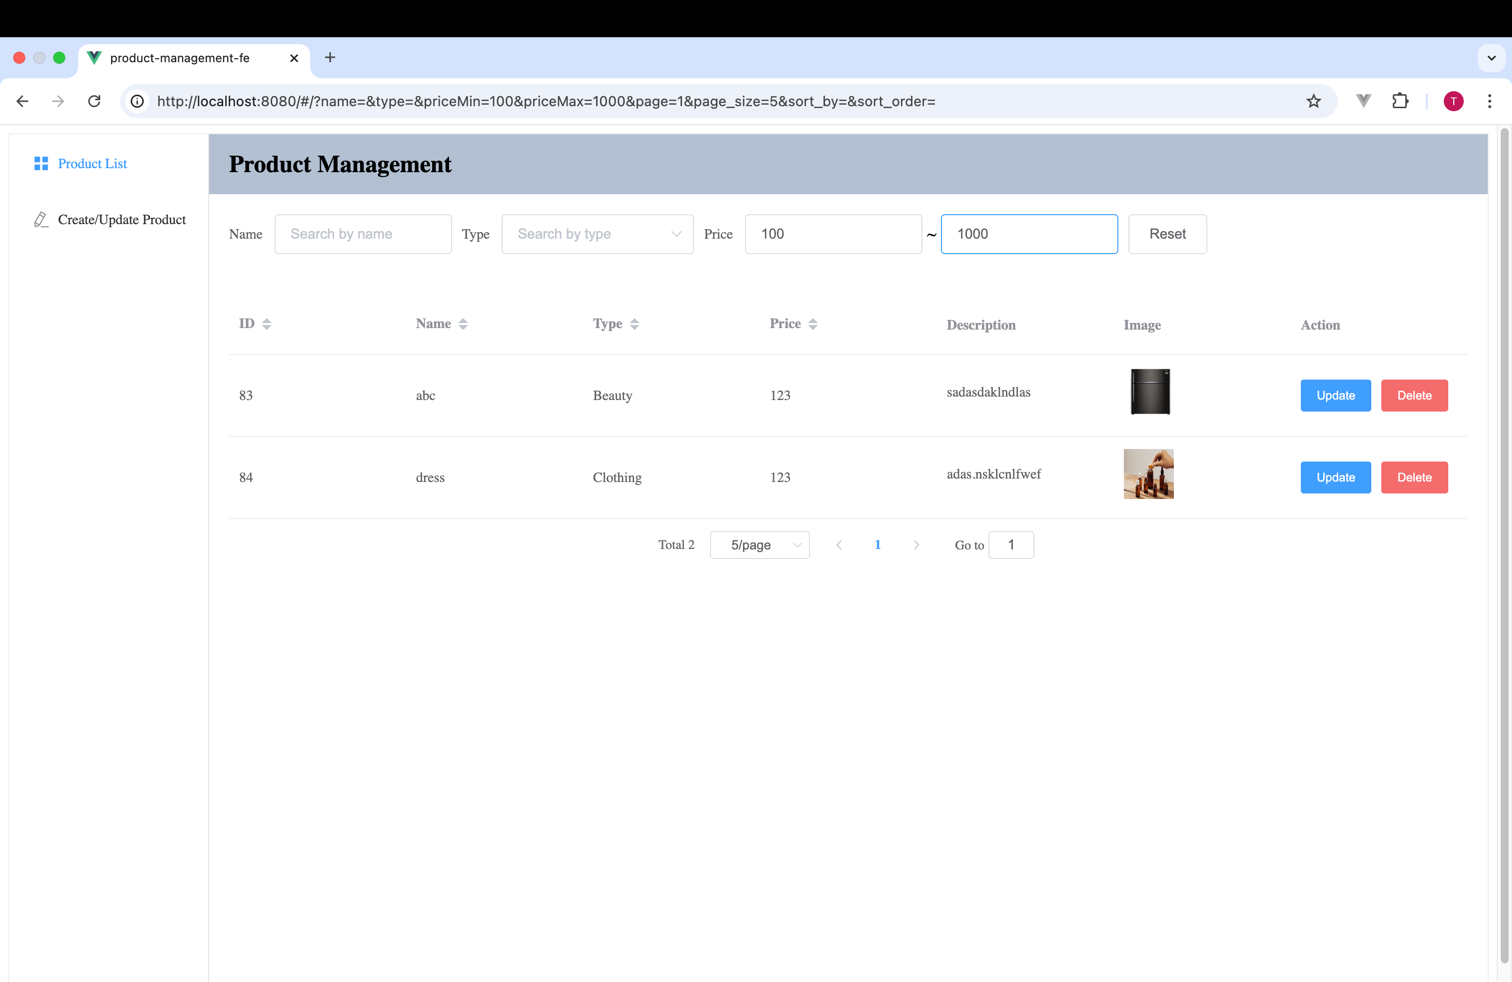 product-management-fe
http://localhost:8080/#/?name=&type=&priceMin=100&priceMax=1000&page=1&page_size=5&sort_by=&sort_order=
T
Product List
Create/Update Product
Product Management
Name Search by name Type Search by type Price 100 ~ 1000 Reset
ID Name Type Price Description Image Action
83 abc Beauty 123 sadasdaklndlas Update Delete
84 dress Clothing 123 adas.nsklcnlfwef Update Delete
Total 2 5/page 1 Go to 1